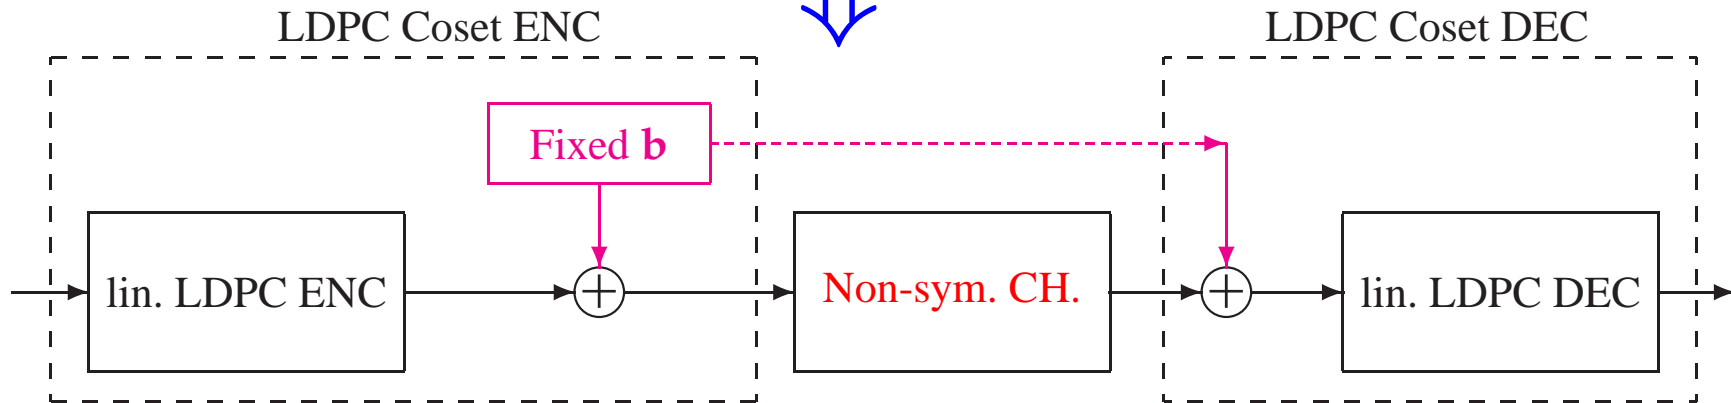 LDPC Coset ENC
LDPC Coset DEC
Fixed b
lin. LDPC ENC
Non-sym. CH.
lin. LDPC DEC